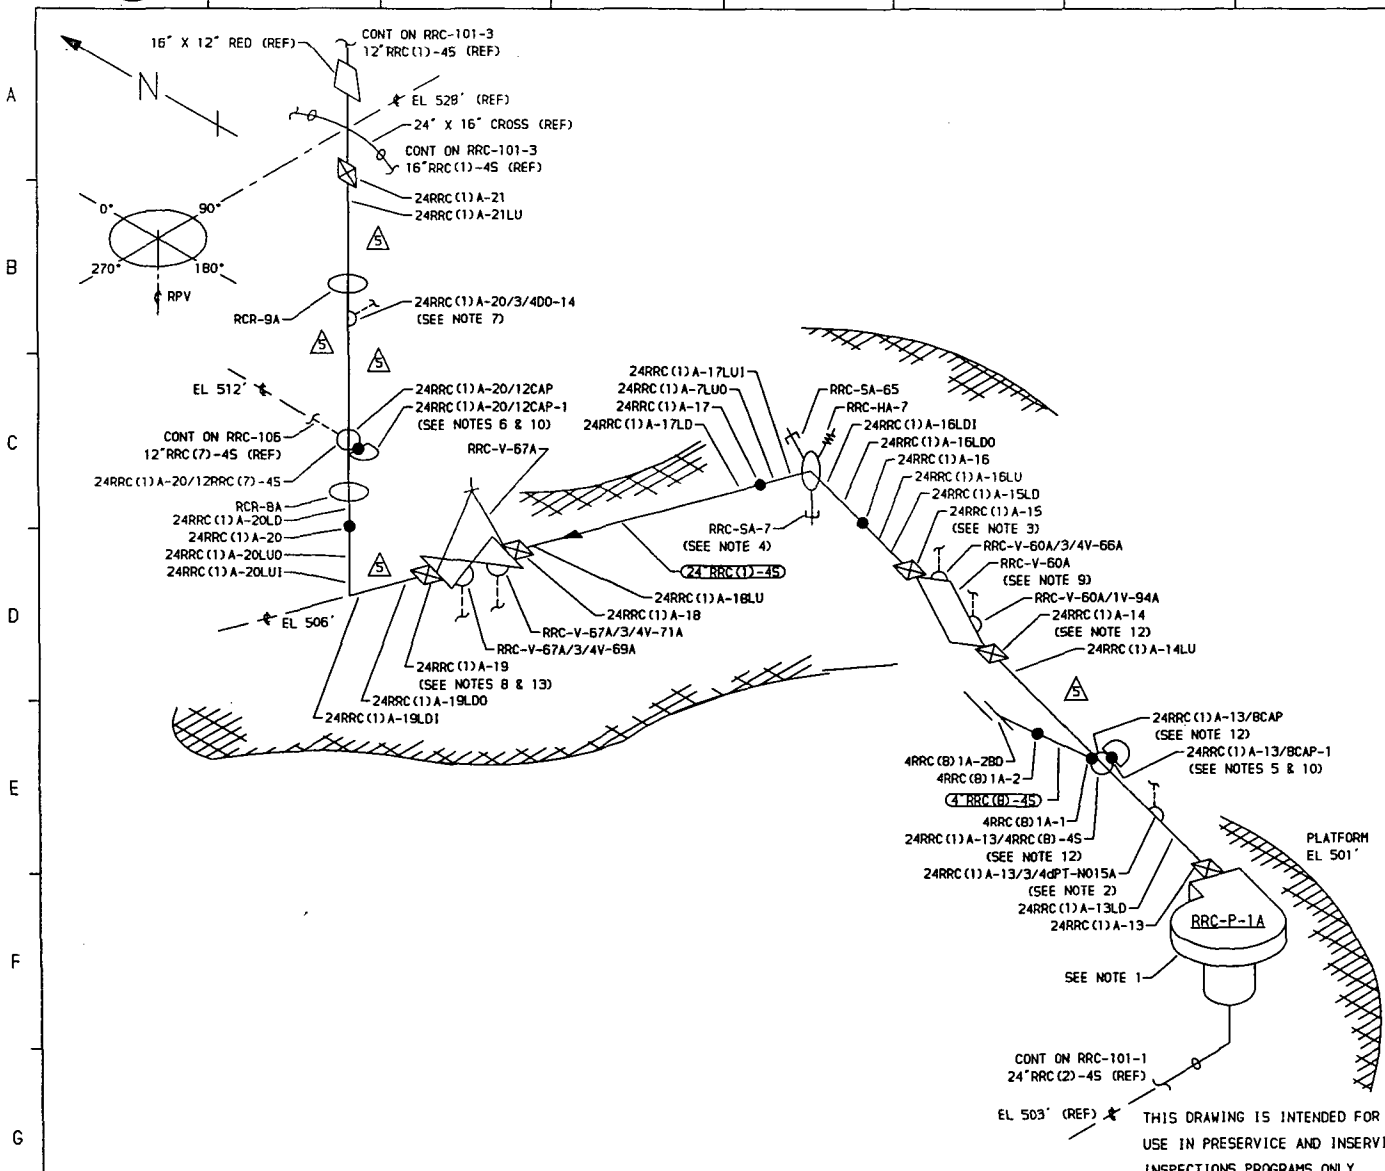 A
B
C
D
E
F
G
N
16" X 12" RED (REF)
CONT ON RRC-101-3
12"RRC(1)-4S (REF)
℄ EL 528' (REF)
24" X 16" CROSS (REF)
CONT ON RRC-101-3
16"RRC(1)-4S (REF)
24RRC(1)A-21
24RRC(1)A-21LU
0°
90°
270°
180°
℄ RPV
5
RCR-9A
24RRC(1)A-20/3/4DO-14
(SEE NOTE 7)
5
5
EL 512' ℄
24RRC(1)A-20/12CAP
24RRC(1)A-20/12CAP-1
(SEE NOTES 6 & 10)
CONT ON RRC-106
12"RRC(7)-4S (REF)
24RRC(1)A-20/12RRC(7)-4S
RCR-8A
24RRC(1)A-20LD
24RRC(1)A-20
24RRC(1)A-20LUO
24RRC(1)A-20LUI
5
℄ EL 506'
RRC-V-67A
24RRC(1)A-17LUI
24RRC(1)A-7LUO
24RRC(1)A-17
24RRC(1)A-17LD
RRC-SA-65
RRC-HA-7
24RRC(1)A-16LDI
24RRC(1)A-16LDO
24RRC(1)A-16
24RRC(1)A-16LU
24RRC(1)A-15LD
24RRC(1)A-15
(SEE NOTE 3)
RRC-SA-7
(SEE NOTE 4)
24"RRC(1)-4S
RRC-V-60A/3/4V-66A
RRC-V-60A
(SEE NOTE 9)
RRC-V-60A/1V-94A
24RRC(1)A-14
(SEE NOTE 12)
24RRC(1)A-14LU
24RRC(1)A-18LU
24RRC(1)A-18
RRC-V-67A/3/4V-71A
RRC-V-67A/3/4V-69A
24RRC(1)A-19
(SEE NOTES 8 & 13)
24RRC(1)A-19LDO
24RRC(1)A-19LDI
5
24RRC(1)A-13/8CAP
(SEE NOTE 12)
24RRC(1)A-13/8CAP-1
(SEE NOTES 5 & 10)
4RRC(8)1A-2BD
4RRC(8)1A-2
4"RRC(8)-4S
4RRC(8)1A-1
24RRC(1)A-13/4RRC(8)-4S
(SEE NOTE 12)
24RRC(1)A-13/3/4dPT-N015A
(SEE NOTE 2)
24RRC(1)A-13LD
24RRC(1)A-13
PLATFORM
EL 501'
RRC-P-1A
SEE NOTE 1
CONT ON RRC-101-1
24"RRC(2)-4S (REF)
EL 503' (REF) ℄
THIS DRAWING IS INTENDED FOR
USE IN PRESERVICE AND INSERVI
INSPECTIONS PROGRAMS ONLY